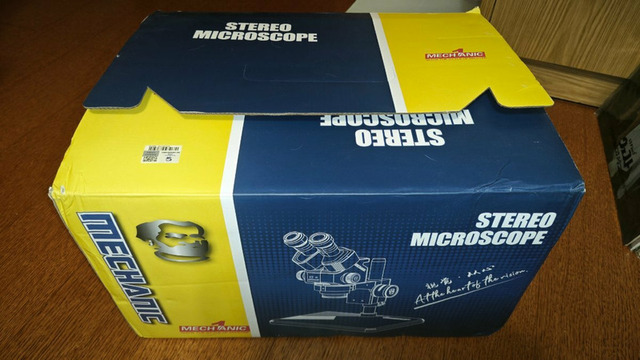 STEREO
MICROSCOPE
MECHANIC
STEREO
MICROSCOPE
STEREO
MICROSCOPE
At the heart of the vision.
MECHANIC
MECHANIC